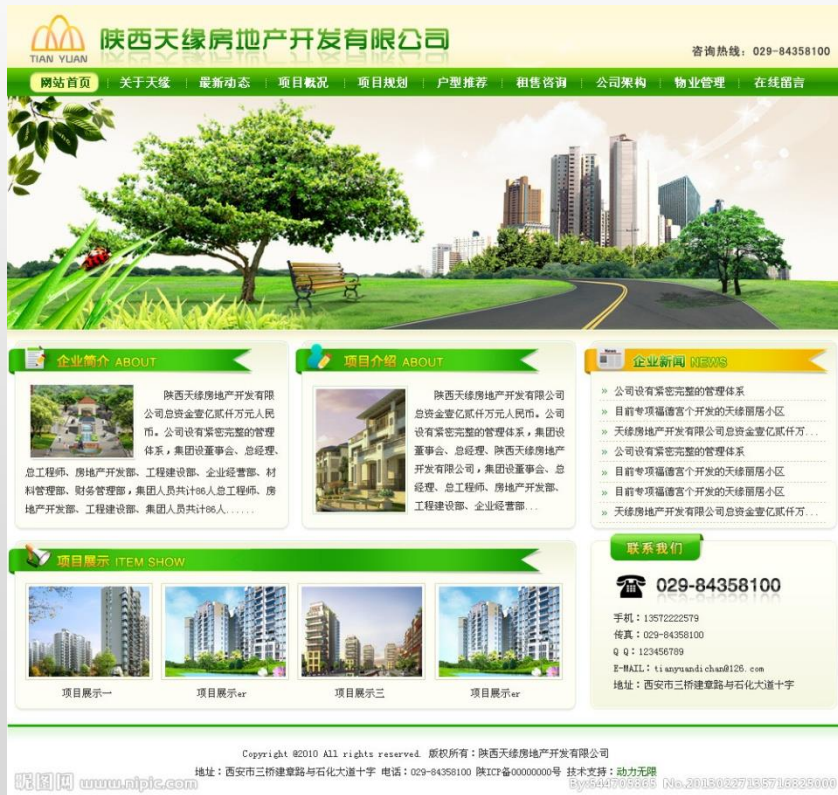 TIAN YUAN
陕西天缘房地产开发有限公司
咨询热线：029-84358100
网站首页 关于天缘 最新动态 项目概况 项目规划 户型推荐 租售咨询 公司架构 物业管理 在线留言
企业简介 ABOUT
陕西天缘房地产开发有限
公司总资金壹亿贰仟万元人民
币。公司设有紧密完整的管理
体系，集团设董事会、总经理、
总工程师、房地产开发部、工程建设部、企业经营部、材
料管理部、财务管理部，集团人员共计86人总工程师、房
地产开发部、工程建设部、集团人员共计86人......
项目介绍 ABOUT
陕西天缘房地产开发有限公司
总资金壹亿贰仟万元人民币。公司
设有紧密完整的管理体系，集团设
董事会、总经理、陕西天缘房地产
开发有限公司，集团设董事会、总
经理、总工程师、房地产开发部、
工程建设部、企业经营部...
企业新闻 NEWS
» 公司设有紧密完整的管理体系
» 目前专项福德宫个开发的天缘丽居小区
» 天缘房地产开发有限公司总资金壹亿贰仟万...
» 公司设有紧密完整的管理体系
» 目前专项福德宫个开发的天缘丽居小区
» 目前专项福德宫个开发的天缘丽居小区
» 天缘房地产开发有限公司总资金壹亿贰仟万...
项目展示 ITEM SHOW
项目展示一 项目展示er 项目展示三 项目展示er
联系我们
029-84358100
手机：13572222579
传真：029-84358100
Q Q：123456789
E-MAIL：tianyuandichan@126.com
地址：西安市三桥建章路与石化大道十字
Copyright @2010 All rights reserved. 版权所有：陕西天缘房地产开发有限公司
地址：西安市三桥建章路与石化大道十字 电话：029-84358100 陕ICP备00000000号 技术支持：动力无限
昵图网 www.nipic.com
By:544705865 No.20130227135716825000